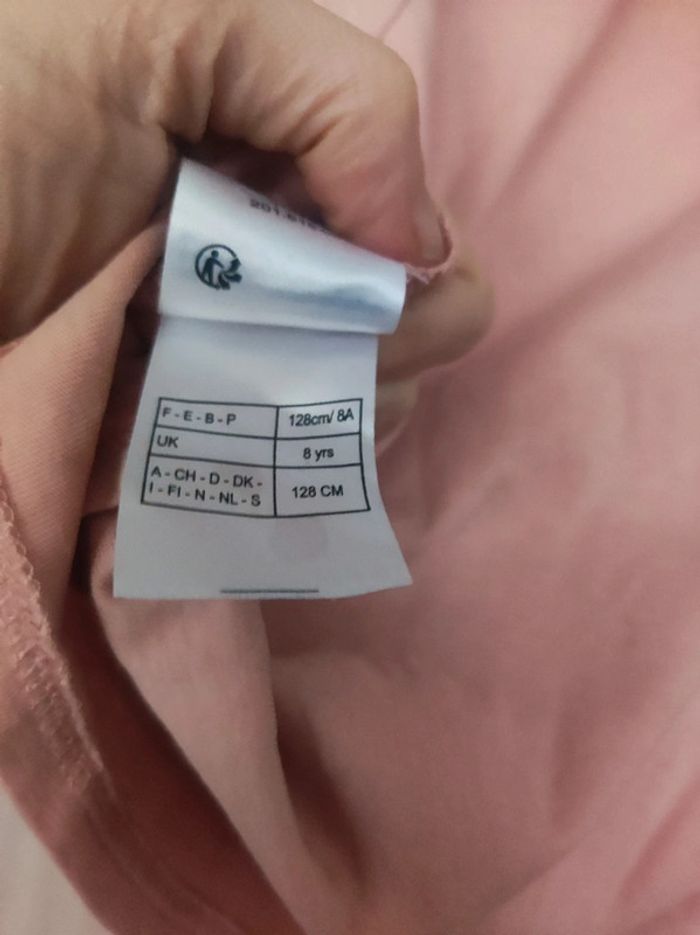 F - E - B - P 128cm/ 8A
UK 8 yrs
A - CH - D - DK -
I - FI - N - NL - S 128 CM